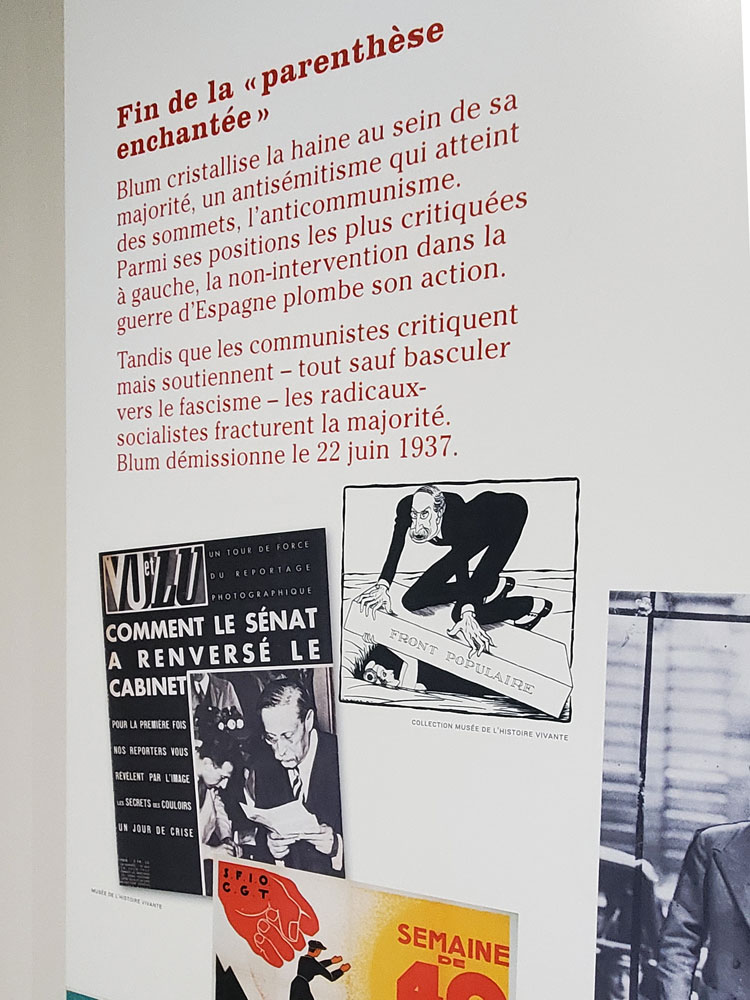 Fin de la « parenthèse
enchantée »
Blum cristallise la haine au sein de sa
majorité, un antisémitisme qui atteint
des sommets, l'anticommunisme.
Parmi ses positions les plus critiquées
à gauche, la non-intervention dans la
guerre d'Espagne plombe son action.
Tandis que les communistes critiquent
mais soutiennent – tout sauf basculer
vers le fascisme – les radicaux-
socialistes fracturent la majorité.
Blum démissionne le 22 juin 1937.
VU et LU
UN TOUR DE FORCE
DU REPORTAGE
PHOTOGRAPHIQUE
COMMENT LE SÉNAT
A RENVERSÉ LE
CABINET
POUR LA PREMIÈRE FOIS
NOS REPORTERS VOUS
RÉVÈLENT PAR L'IMAGE
LES SECRETS DES COULOIRS
UN JOUR DE CRISE
MUSÉE DE L'HISTOIRE VIVANTE
FRONT POPULAIRE
COLLECTION MUSÉE DE L'HISTOIRE VIVANTE
S.F.I.O
C.G.T
SEMAINE
DE
40